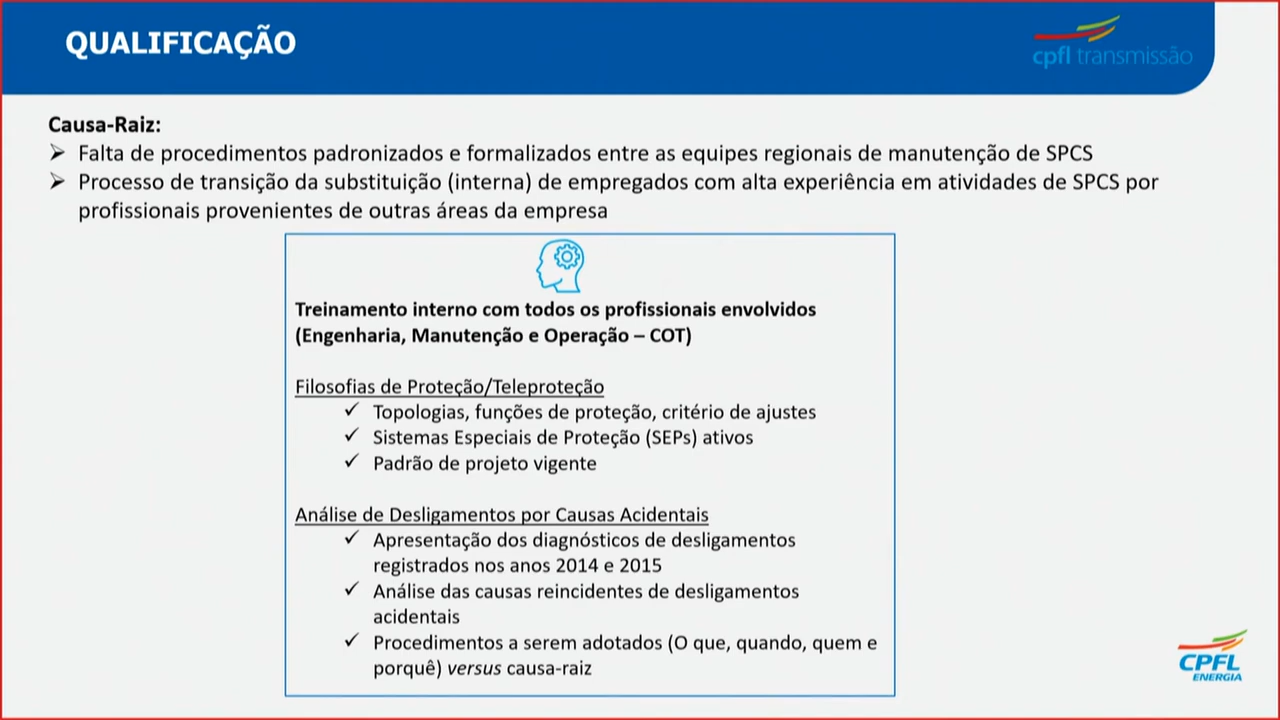 QUALIFICAÇÃO
cpfl transmissão
Causa-Raiz:
➢ Falta de procedimentos padronizados e formalizados entre as equipes regionais de manutenção de SPCS
➢ Processo de transição da substituição (interna) de empregados com alta experiência em atividades de SPCS por
profissionais provenientes de outras áreas da empresa
Treinamento interno com todos os profissionais envolvidos
(Engenharia, Manutenção e Operação – COT)
Filosofias de Proteção/Teleproteção
✓ Topologias, funções de proteção, critério de ajustes
✓ Sistemas Especiais de Proteção (SEPs) ativos
✓ Padrão de projeto vigente
Análise de Desligamentos por Causas Acidentais
✓ Apresentação dos diagnósticos de desligamentos
registrados nos anos 2014 e 2015
✓ Análise das causas reincidentes de desligamentos
acidentais
✓ Procedimentos a serem adotados (O que, quando, quem e
porquê) versus causa-raiz
CPFL
ENERGIA